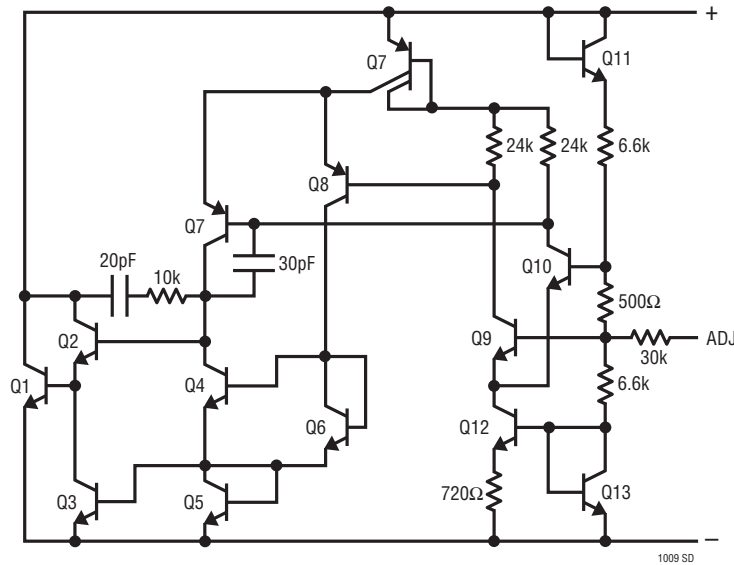 +
Q11
Q7
24k
24k
6.6k
Q8
Q7
20pF
10k
30pF
Q10
500Ω
Q2
Q9
ADJ
30k
Q1
Q4
6.6k
Q6
Q12
Q3
Q5
720Ω
Q13
–
1009 SD